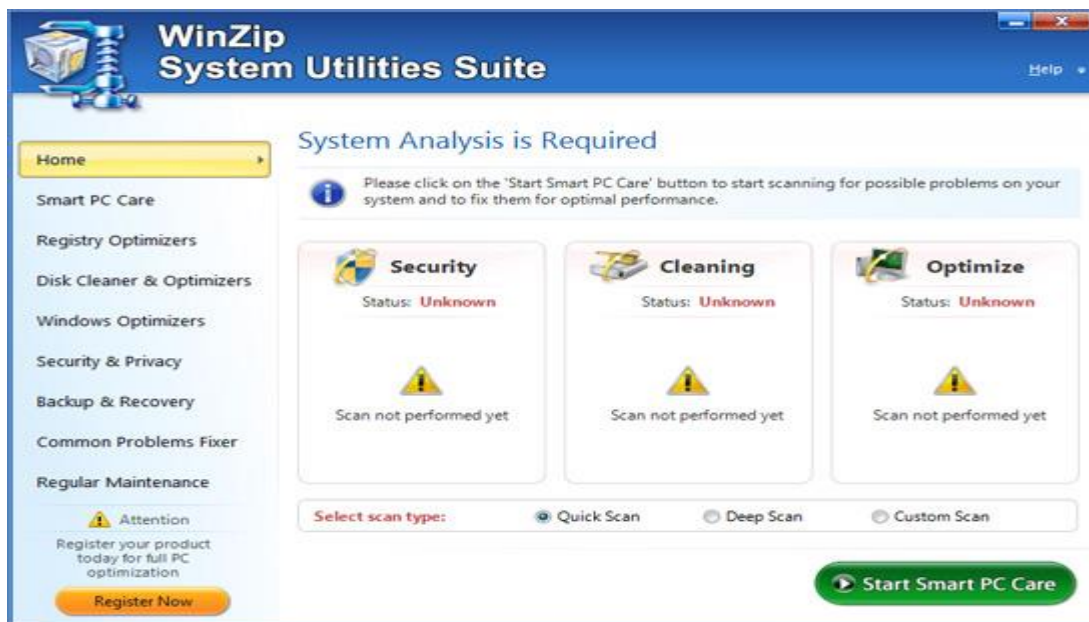 WinZip
System Utilities Suite
Help
Home
Smart PC Care
Registry Optimizers
Disk Cleaner & Optimizers
Windows Optimizers
Security & Privacy
Backup & Recovery
Common Problems Fixer
Regular Maintenance
Attention
Register your product
today for full PC
optimization
Register Now
System Analysis is Required
Please click on the 'Start Smart PC Care' button to start scanning for possible problems on your
system and to fix them for optimal performance.
Security
Status: Unknown
Scan not performed yet
Cleaning
Status: Unknown
Scan not performed yet
Optimize
Status: Unknown
Scan not performed yet
Select scan type: Quick Scan Deep Scan Custom Scan
Start Smart PC Care